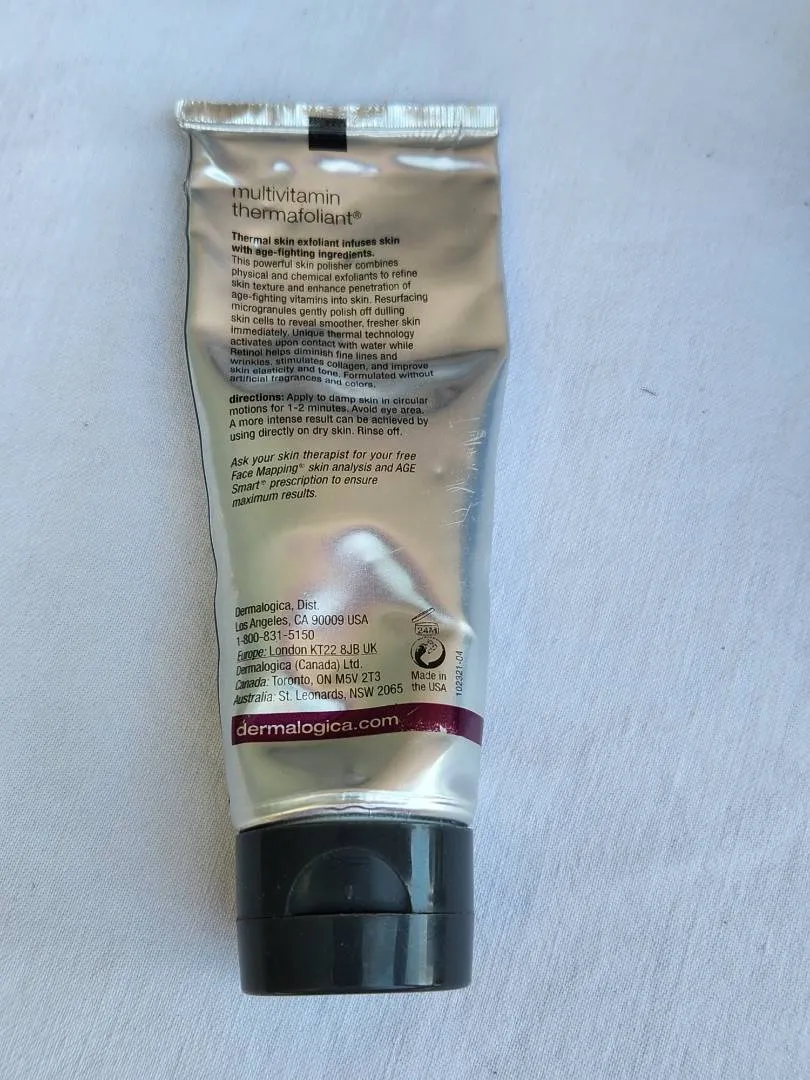 multivitamin
thermafoliant®
Thermal skin exfoliant infuses skin
with age-fighting ingredients.
This powerful skin polisher combines
physical and chemical exfoliants to refine
skin texture and enhance penetration of
age-fighting vitamins into skin. Resurfacing
microgranules gently polish off dulling
skin cells to reveal smoother, fresher skin
immediately. Unique thermal technology
activates upon contact with water while
Retinol helps diminish fine lines and
wrinkles, stimulates collagen, and improve
skin elasticity and tone. Formulated without
artificial fragrances and colors.
directions: Apply to damp skin in circular
motions for 1-2 minutes. Avoid eye area.
A more intense result can be achieved by
using directly on dry skin. Rinse off.
Ask your skin therapist for your free
Face Mapping® skin analysis and AGE
Smart® prescription to ensure
maximum results.
Dermalogica, Dist.
Los Angeles, CA 90009 USA
1-800-831-5150
Europe: London KT22 8JB UK
Dermalogica (Canada) Ltd.
Canada: Toronto, ON M5V 2T3
Australia: St. Leonards, NSW 2065
24M
Made in
the USA
102321-04
dermalogica.com